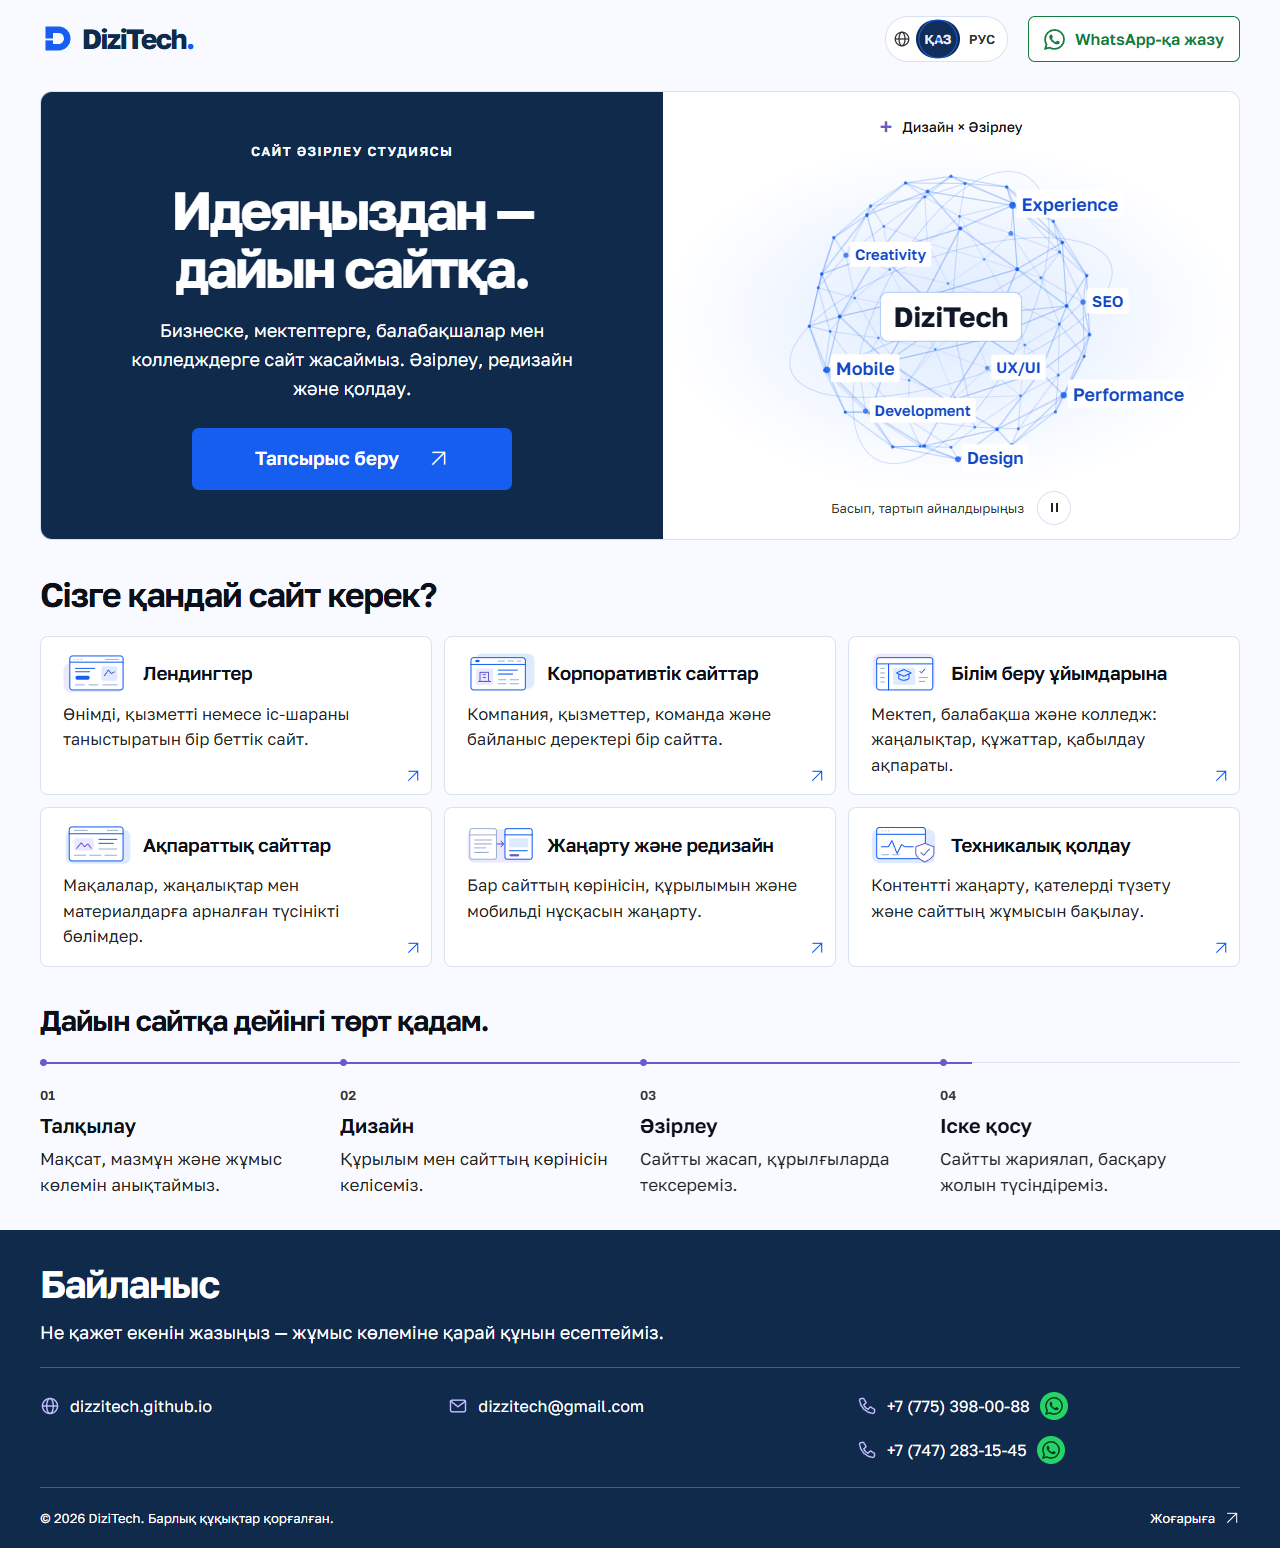 DiziTech.
ҚАЗ РУС
WhatsApp-қа жазу
САЙТ ӘЗІРЛЕУ СТУДИЯСЫ
Идеяңыздан —
дайын сайтқа.
Бизнеске, мектептерге, балабақшалар мен
колледждерге сайт жасаймыз. Әзірлеу, редизайн
және қолдау.
Тапсырыс беру
Дизайн × Әзірлеу
Experience
Creativity
SEO
DiziTech
Mobile
UX/UI
Performance
Development
Design
Басып, тартып айналдырыңыз
Сізге қандай сайт керек?
Лендингтер
Өнімді, қызметті немесе іс-шараны
таныстыратын бір беттік сайт.
Корпоративтік сайттар
Компания, қызметтер, команда және
байланыс деректері бір сайтта.
Білім беру ұйымдарына
Мектеп, балабақша және колледж:
жаңалықтар, құжаттар, қабылдау
ақпараты.
Ақпараттық сайттар
Мақалалар, жаңалықтар мен
материалдарға арналған түсінікті
бөлімдер.
Жаңарту және редизайн
Бар сайттың көрінісін, құрылымын және
мобильді нұсқасын жаңарту.
Техникалық қолдау
Контентті жаңарту, қателерді түзету
және сайттың жұмысын бақылау.
Дайын сайтқа дейінгі төрт қадам.
01
Талқылау
Мақсат, мазмұн және жұмыс
көлемін анықтаймыз.
02
Дизайн
Құрылым мен сайттың көрінісін
келісеміз.
03
Әзірлеу
Сайтты жасап, құрылғыларда
тексереміз.
04
Іске қосу
Сайтты жариялап, басқару
жолын түсіндіреміз.
Байланыс
Не қажет екенін жазыңыз — жұмыс көлеміне қарай құнын есептейміз.
dizzitech.github.io
dizzitech@gmail.com
+7 (775) 398-00-88
+7 (747) 283-15-45
© 2026 DiziTech. Барлық құқықтар қорғалған.
Жоғарыға